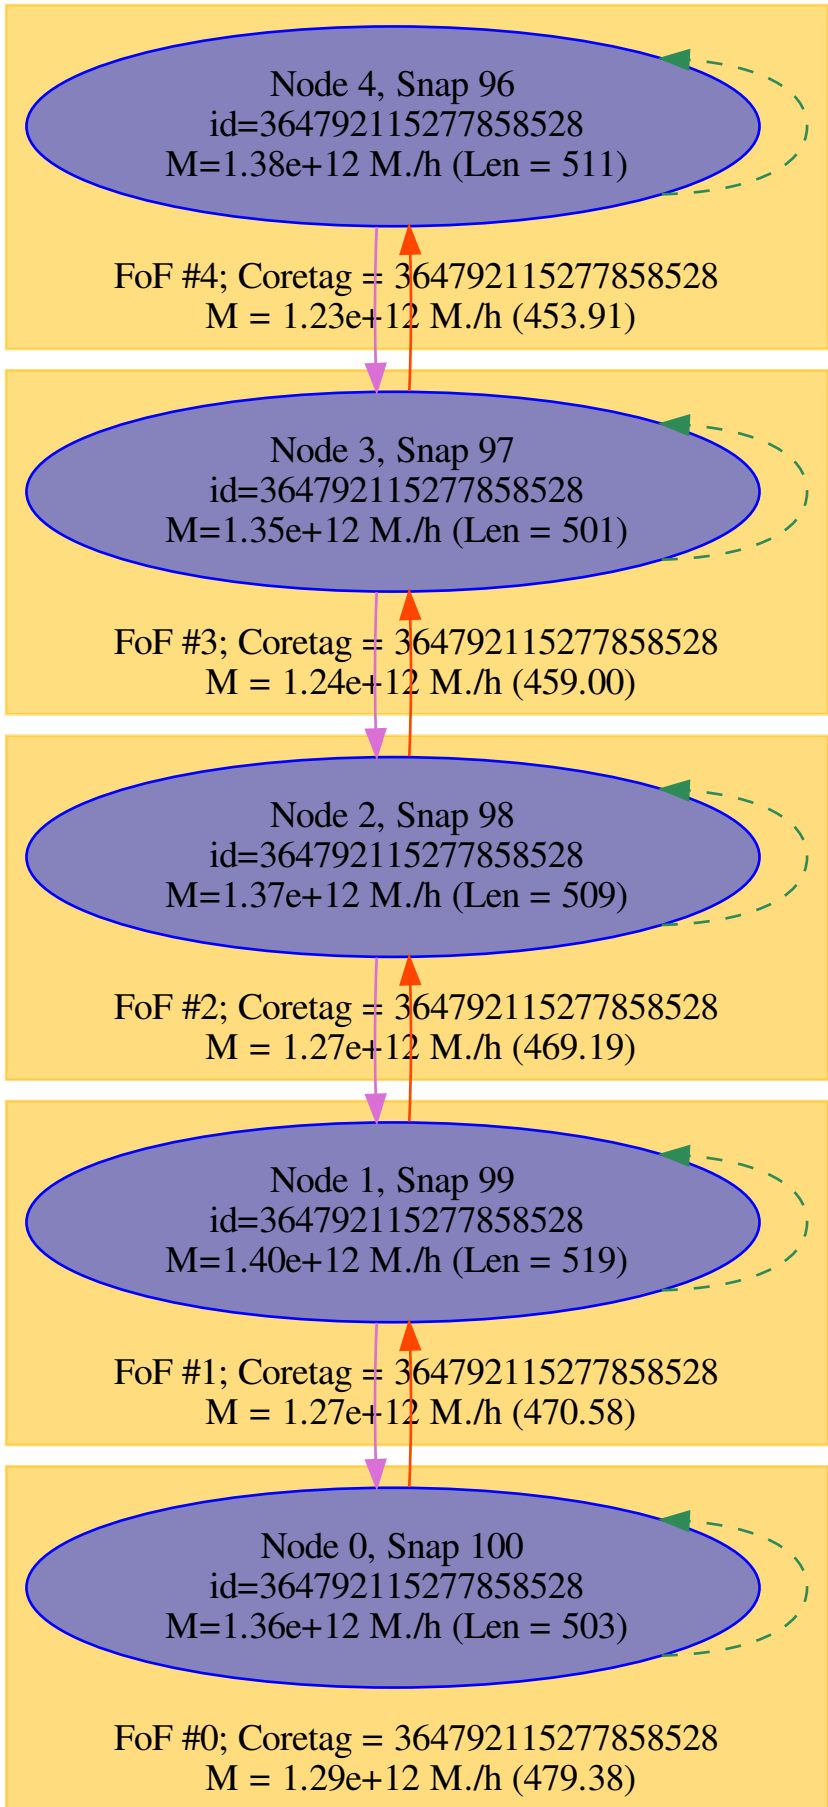 Node 4, Snap 96
id=364792115277858528
M=1.38e+12 M./h (Len = 511)
FoF #4; Coretag = 364792115277858528
M = 1.23e+12 M./h (453.91)
Node 3, Snap 97
id=364792115277858528
M=1.35e+12 M./h (Len = 501)
FoF #3; Coretag = 364792115277858528
M = 1.24e+12 M./h (459.00)
Node 2, Snap 98
id=364792115277858528
M=1.37e+12 M./h (Len = 509)
FoF #2; Coretag = 364792115277858528
M = 1.27e+12 M./h (469.19)
Node 1, Snap 99
id=364792115277858528
M=1.40e+12 M./h (Len = 519)
FoF #1; Coretag = 364792115277858528
M = 1.27e+12 M./h (470.58)
Node 0, Snap 100
id=364792115277858528
M=1.36e+12 M./h (Len = 503)
FoF #0; Coretag = 364792115277858528
M = 1.29e+12 M./h (479.38)